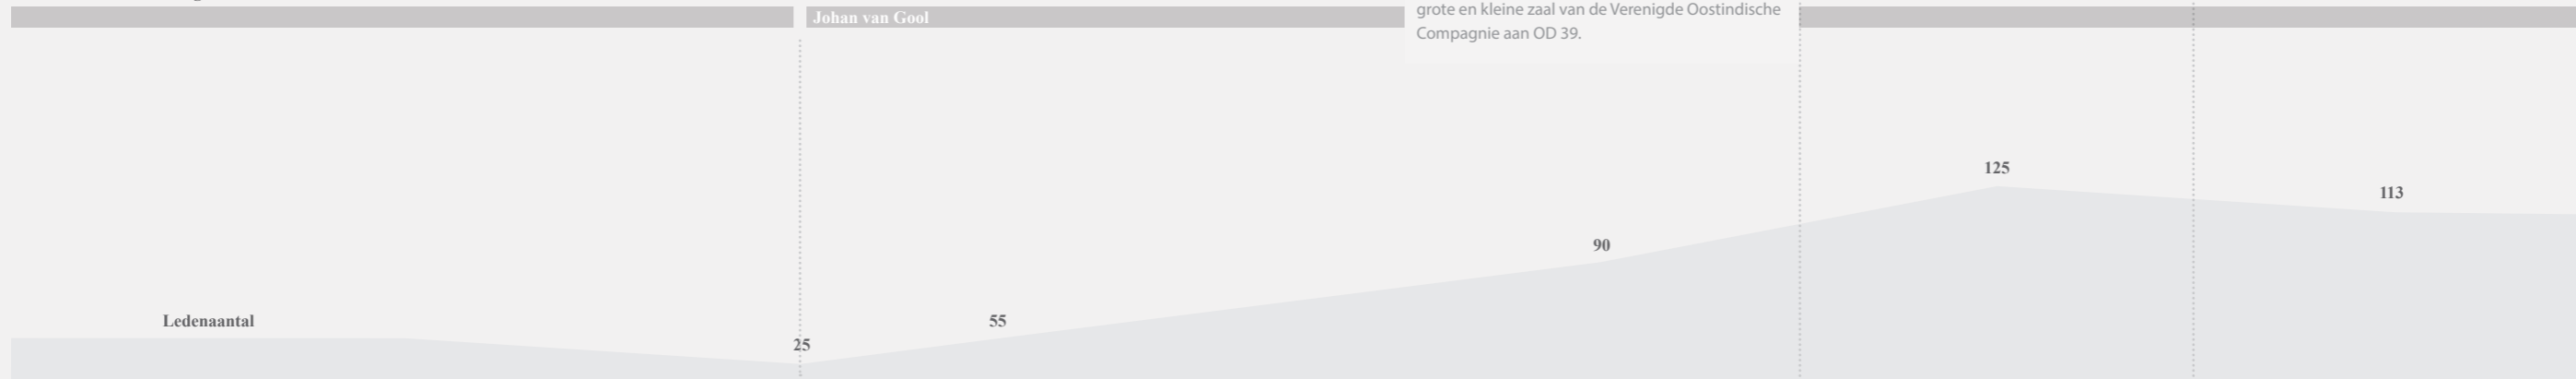 Johan van Gool
grote en kleine zaal van de Verenigde Oostindische
Compagnie aan OD 39.
125
113
90
Ledenaantal
55
25